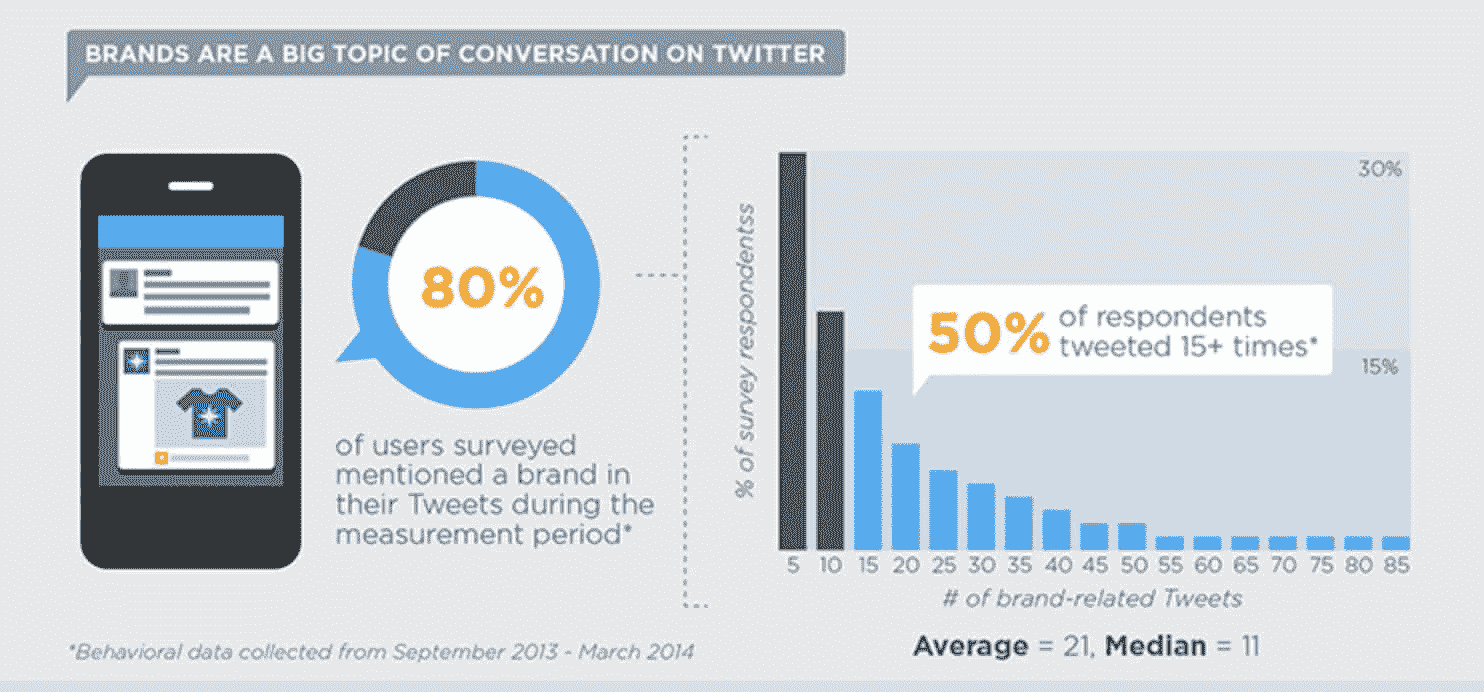 BRANDS ARE A BIG TOPIC OF CONVERSATION ON TWITTER
80%
of users surveyed
mentioned a brand in
their Tweets during the
measurement period*
*Behavioral data collected from September 2013 - March 2014
% of survey respondentss
30%
15%
50% of respondents
tweeted 15+ times*
5 10 15 20 25 30 35 40 45 50 55 60 65 70 75 80 85
# of brand-related Tweets
Average = 21, Median = 11